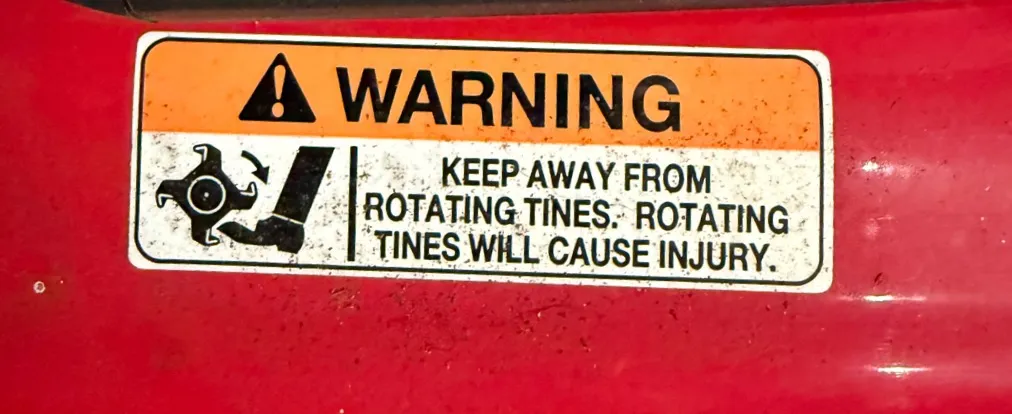 WARNING
KEEP AWAY FROM
ROTATING TINES. ROTATING
TINES WILL CAUSE INJURY.